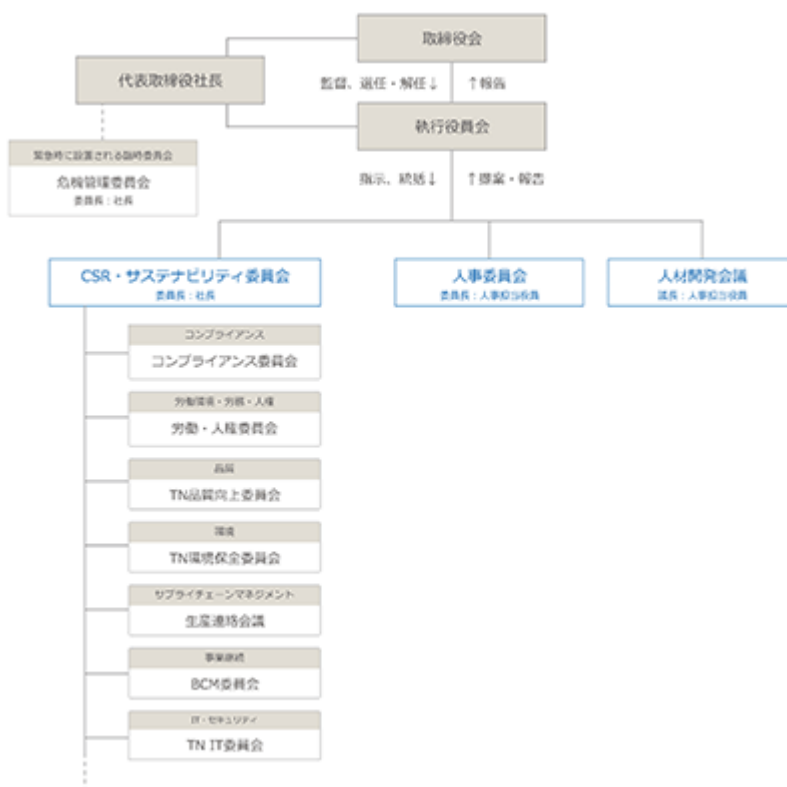 取締役会
代表取締役社長
監督、選任・解任↓ ↑報告
執行役員会
緊急時に設置される臨時委員会
危機管理委員会
委員長：社長
指示、統括↓ ↑提案・報告
CSR・サステナビリティ委員会
委員長：社長
人事委員会
委員長：人事担当役員
人材開発会議
議長：人事担当役員
コンプライアンス
コンプライアンス委員会
労働環境・労務・人権
労働・人権委員会
品質
TN品質向上委員会
環境
TN環境保全委員会
サプライチェーンマネジメント
生産連絡会議
事業継続
BCM委員会
IT・セキュリティ
TN IT委員会